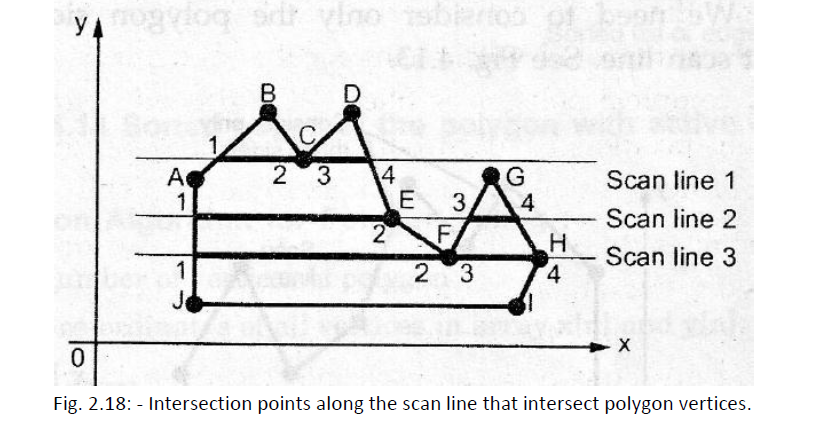 y
B
D
C
1
A
2
3
4
G
Scan line 1
1
E
3
4
Scan line 2
2
F
H
Scan line 3
1
2
3
4
J
I
0
x
Fig. 2.18: - Intersection points along the scan line that intersect polygon vertices.